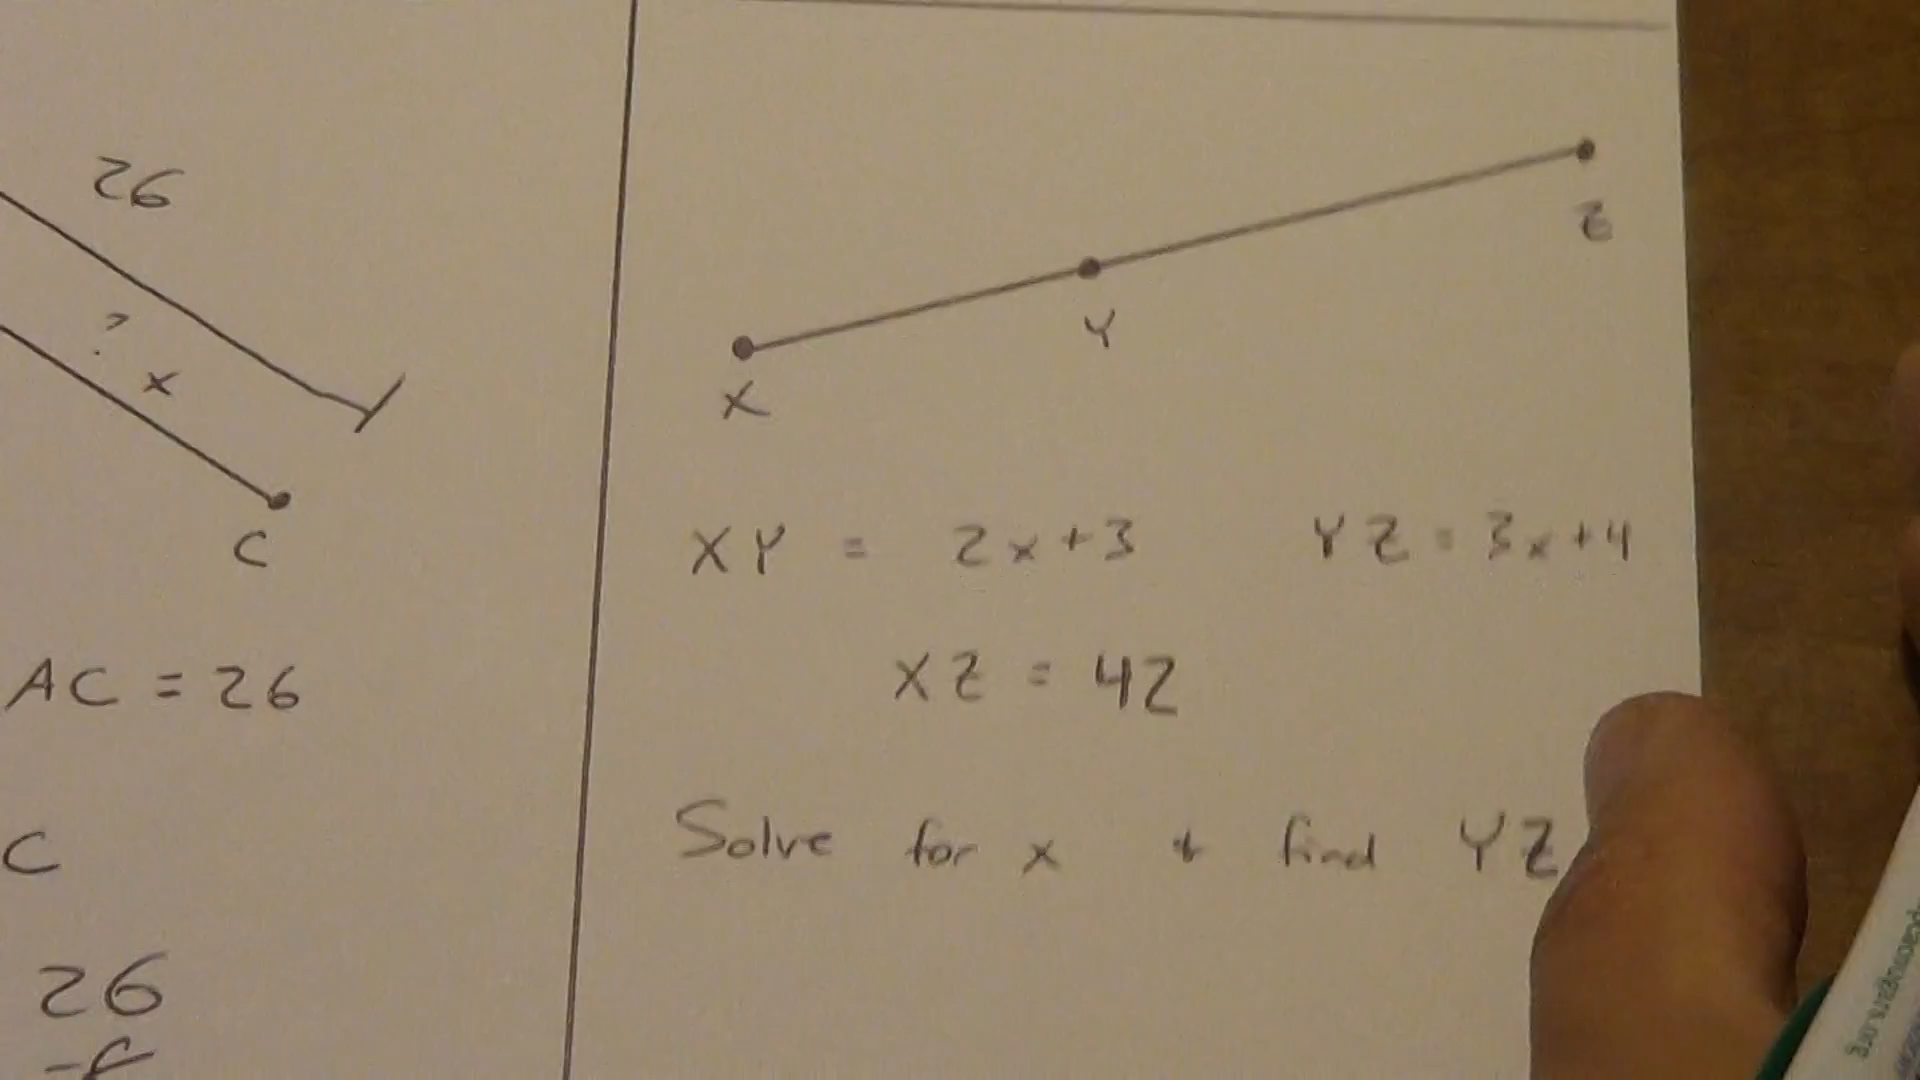 26
? x
C
AC = 26
C
26
Z
Y
X
XY = 2x+3 YZ = 3x+4
XZ = 42
Solve for x + find YZ